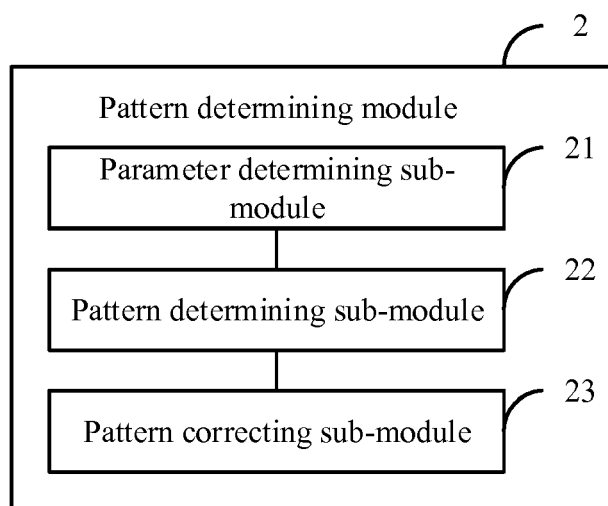 2
Pattern determining module
21
Parameter determining sub-
module
22
Pattern determining sub-module
23
Pattern correcting sub-module